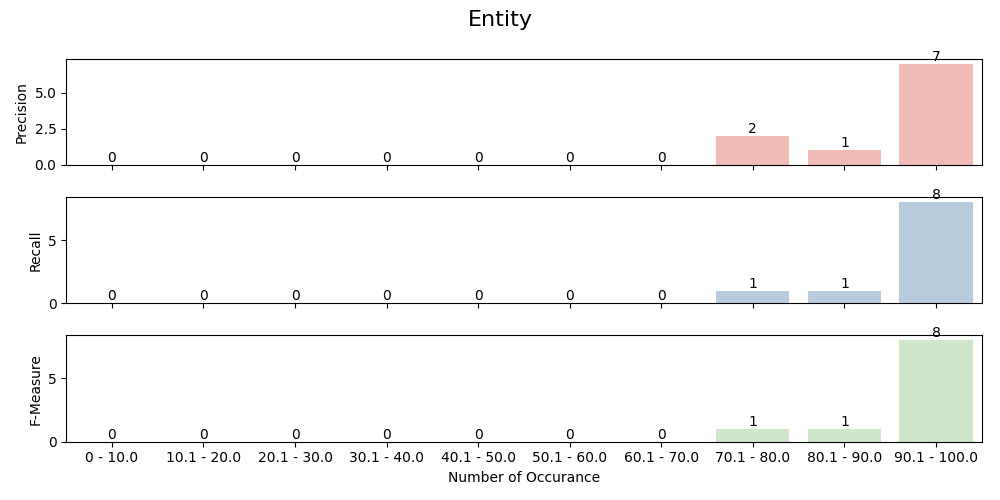 Entity
Precision
5.0
2.5
0.0
0 0 0 0 0 0 0 2 1 7
Recall
5
0
0 0 0 0 0 0 0 1 1 8
F-Measure
5
0
0 0 0 0 0 0 0 1 1 8
0 - 10.0 10.1 - 20.0 20.1 - 30.0 30.1 - 40.0 40.1 - 50.0 50.1 - 60.0 60.1 - 70.0 70.1 - 80.0 80.1 - 90.0 90.1 - 100.0
Number of Occurance